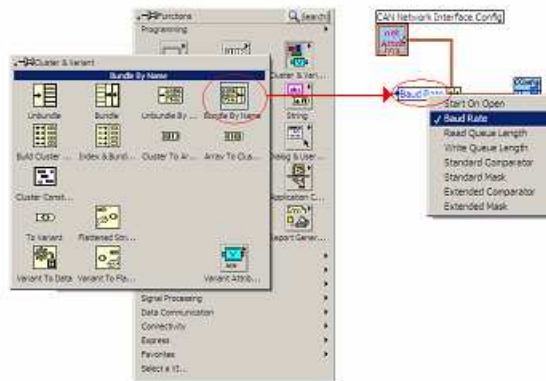 Functions
Search
Programming
Cluster & Vari...
String
Dialog & User...
Application C...
Report Gener...
Signal Processing
Data Communication
Connectivity
Express
Favorites
Select a VI...
Cluster & Variant
Bundle By Name
Unbundle
Bundle
Unbundle By ...
Bundle By Name
Build Cluster ...
Index & Bund...
Cluster To Ar...
Array To Clus...
Cluster Const...
To Variant
Flattened Stri...
Variant To Data
Variant To Fla...
Variant Attrib...
CAN Network Interface Config
net
Baud Rate
Start On Open
Baud Rate
Read Queue Length
Write Queue Length
Standard Comparator
Standard Mask
Extended Comparator
Extended Mask